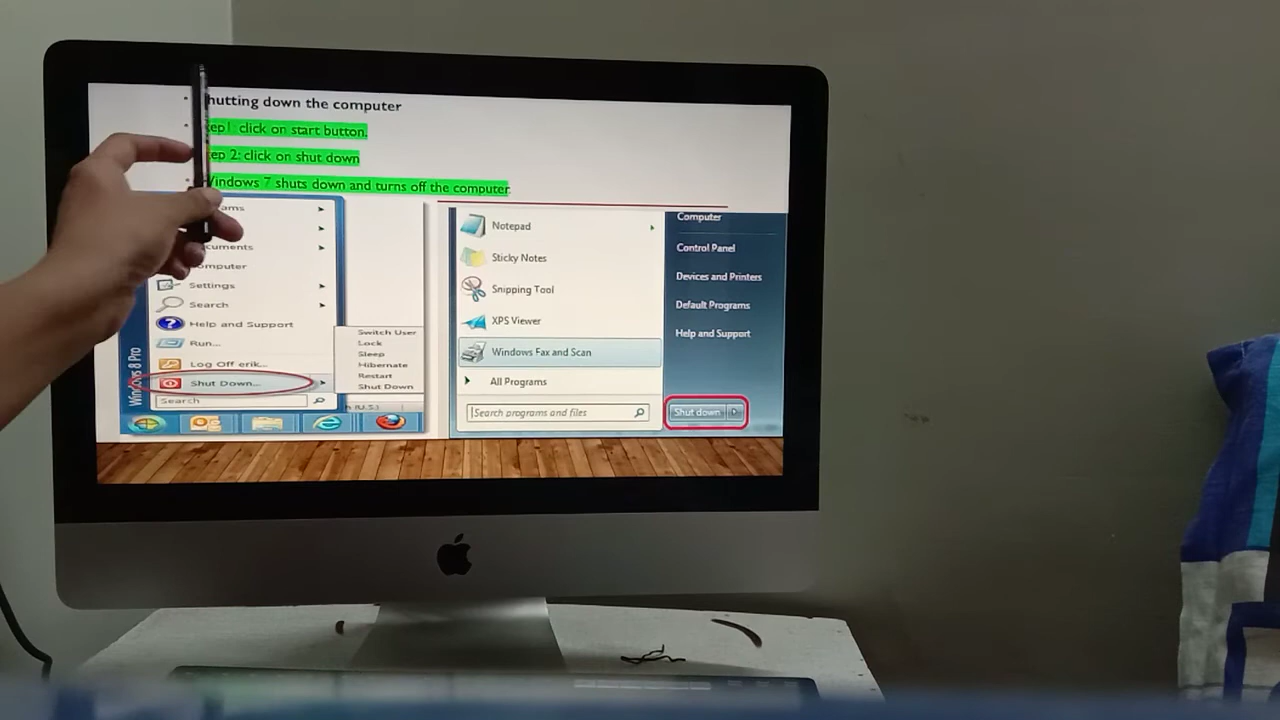 hutting down the computer
ep1: click on start button.
ep 2: click on shut down
Windows 7 shuts down and turns off the computer.
rams
cuments
omputer
Settings
Search
Help and Support
Run...
Log Off erik...
Shut Down...
Search
Windows 8 Pro
Switch User
Lock
Sleep
Hibernate
Restart
Shut Down
(U.S.)
Notepad
Sticky Notes
Snipping Tool
XPS Viewer
Windows Fax and Scan
All Programs
Search programs and files
Computer
Control Panel
Devices and Printers
Default Programs
Help and Support
Shut down